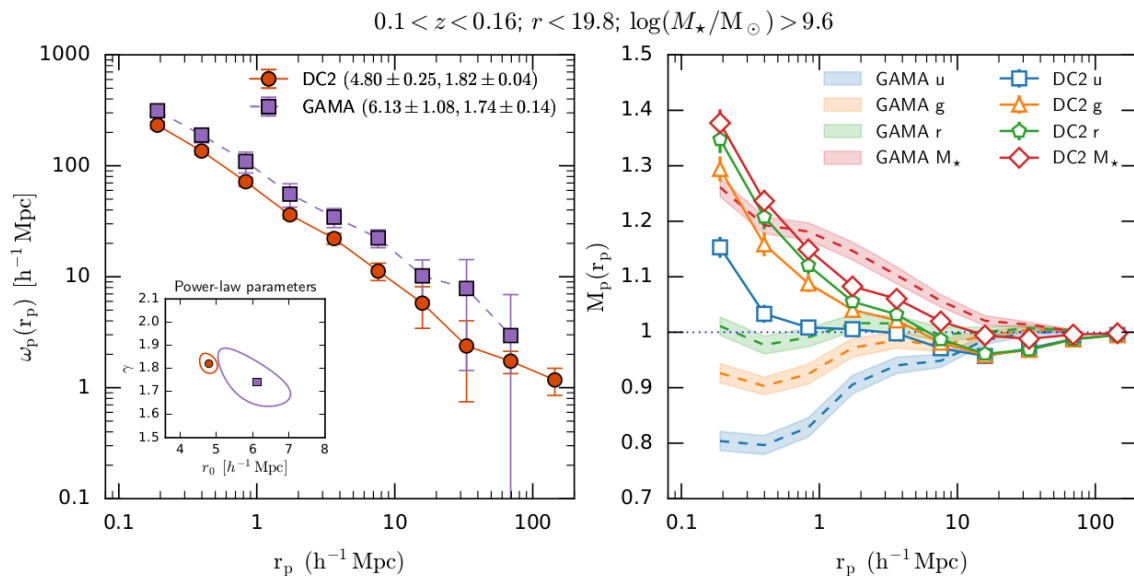 0.1 < z < 0.16; r < 19.8; log(M⋆/M⊙) > 9.6
1000
100
10
1
0.1
ωp(rp) [h⁻¹ Mpc]
DC2 (4.80 ± 0.25, 1.82 ± 0.04)
GAMA (6.13 ± 1.08, 1.74 ± 0.14)
Power-law parameters
2.1
2.0
1.9
1.8
1.7
1.6
1.5
γ
4 5 6 7 8
r₀ [h⁻¹ Mpc]
0.1 1 10 100
rp (h⁻¹ Mpc)
1.5
1.4
1.3
1.2
1.1
1
0.9
0.8
0.7
Mp(rp)
GAMA u DC2 u
GAMA g DC2 g
GAMA r DC2 r
GAMA M⋆ DC2 M⋆
0.1 1 10 100
rp (h⁻¹ Mpc)